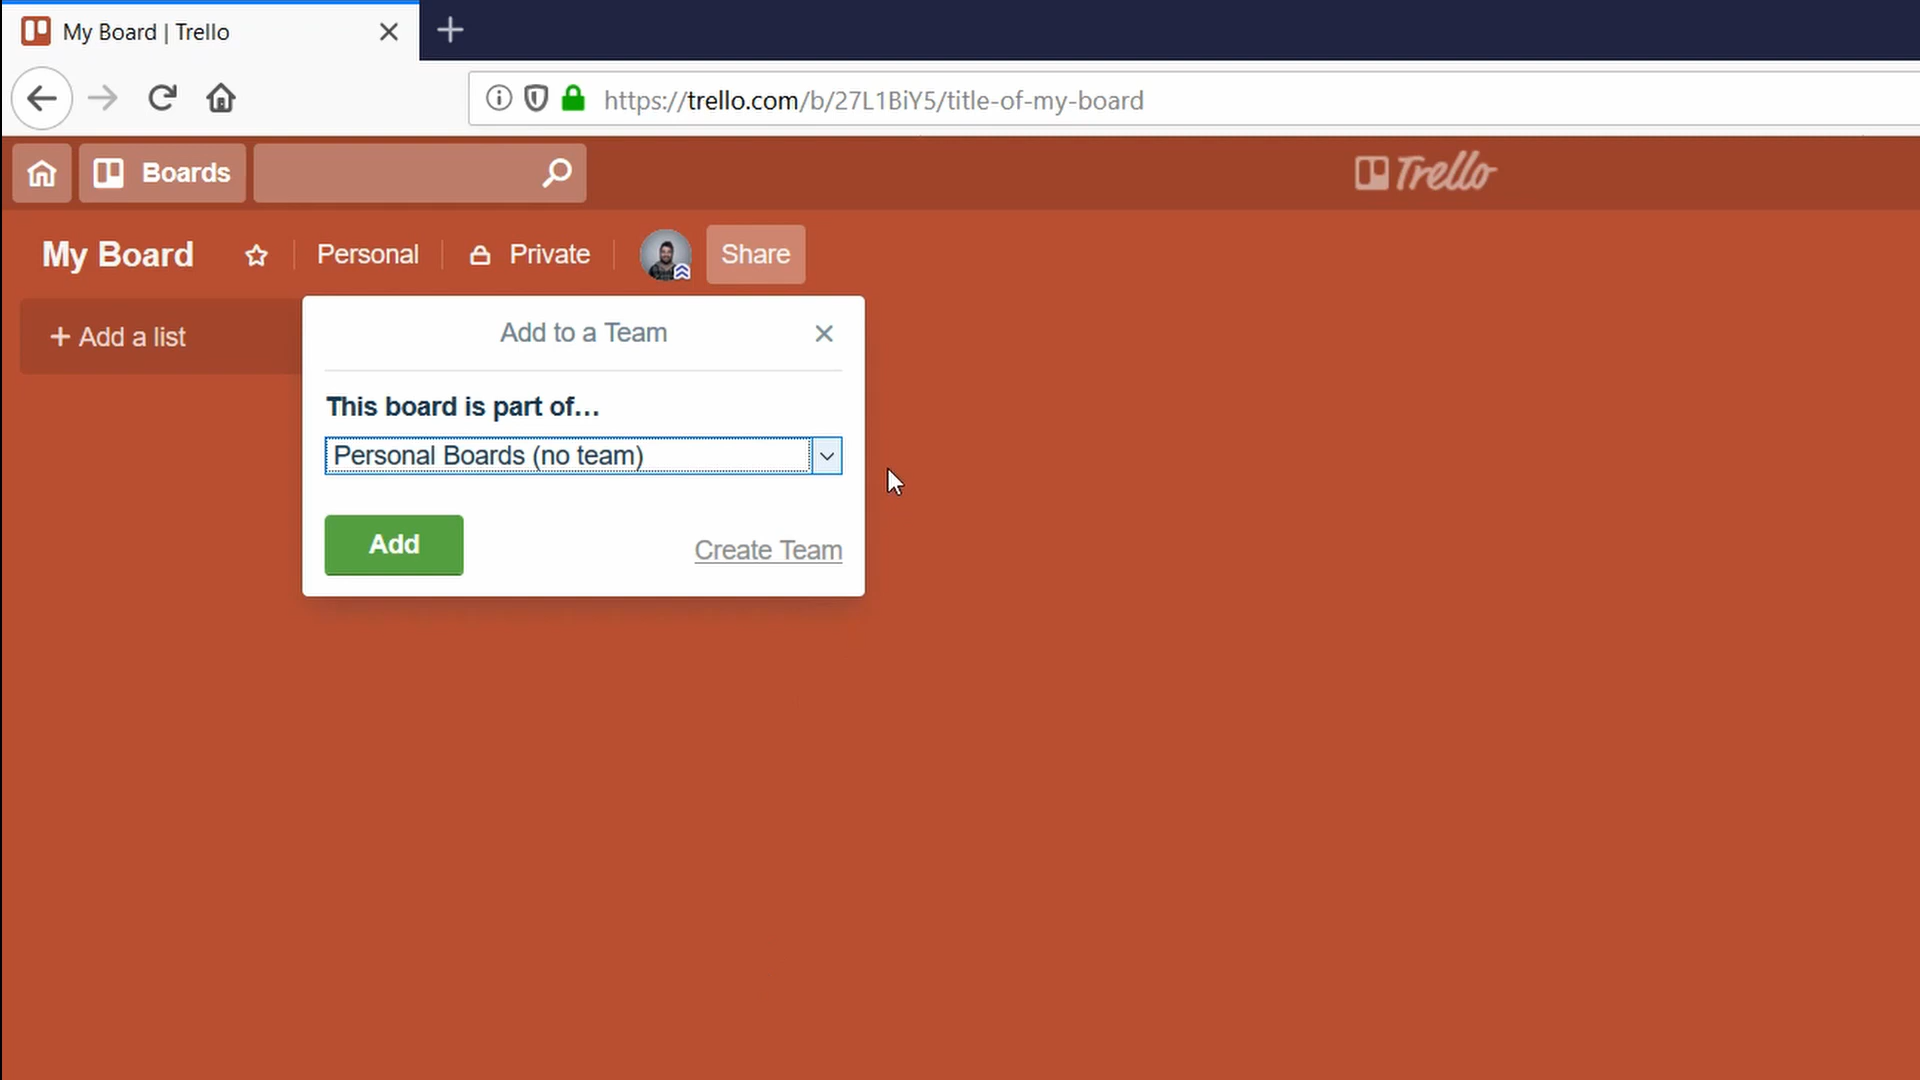 My Board | Trello
https://trello.com/b/27L1BiY5/title-of-my-board
Boards
Trello
My Board
Personal
Private
Share
+ Add a list
Add to a Team
This board is part of…
Personal Boards (no team)
Add
Create Team